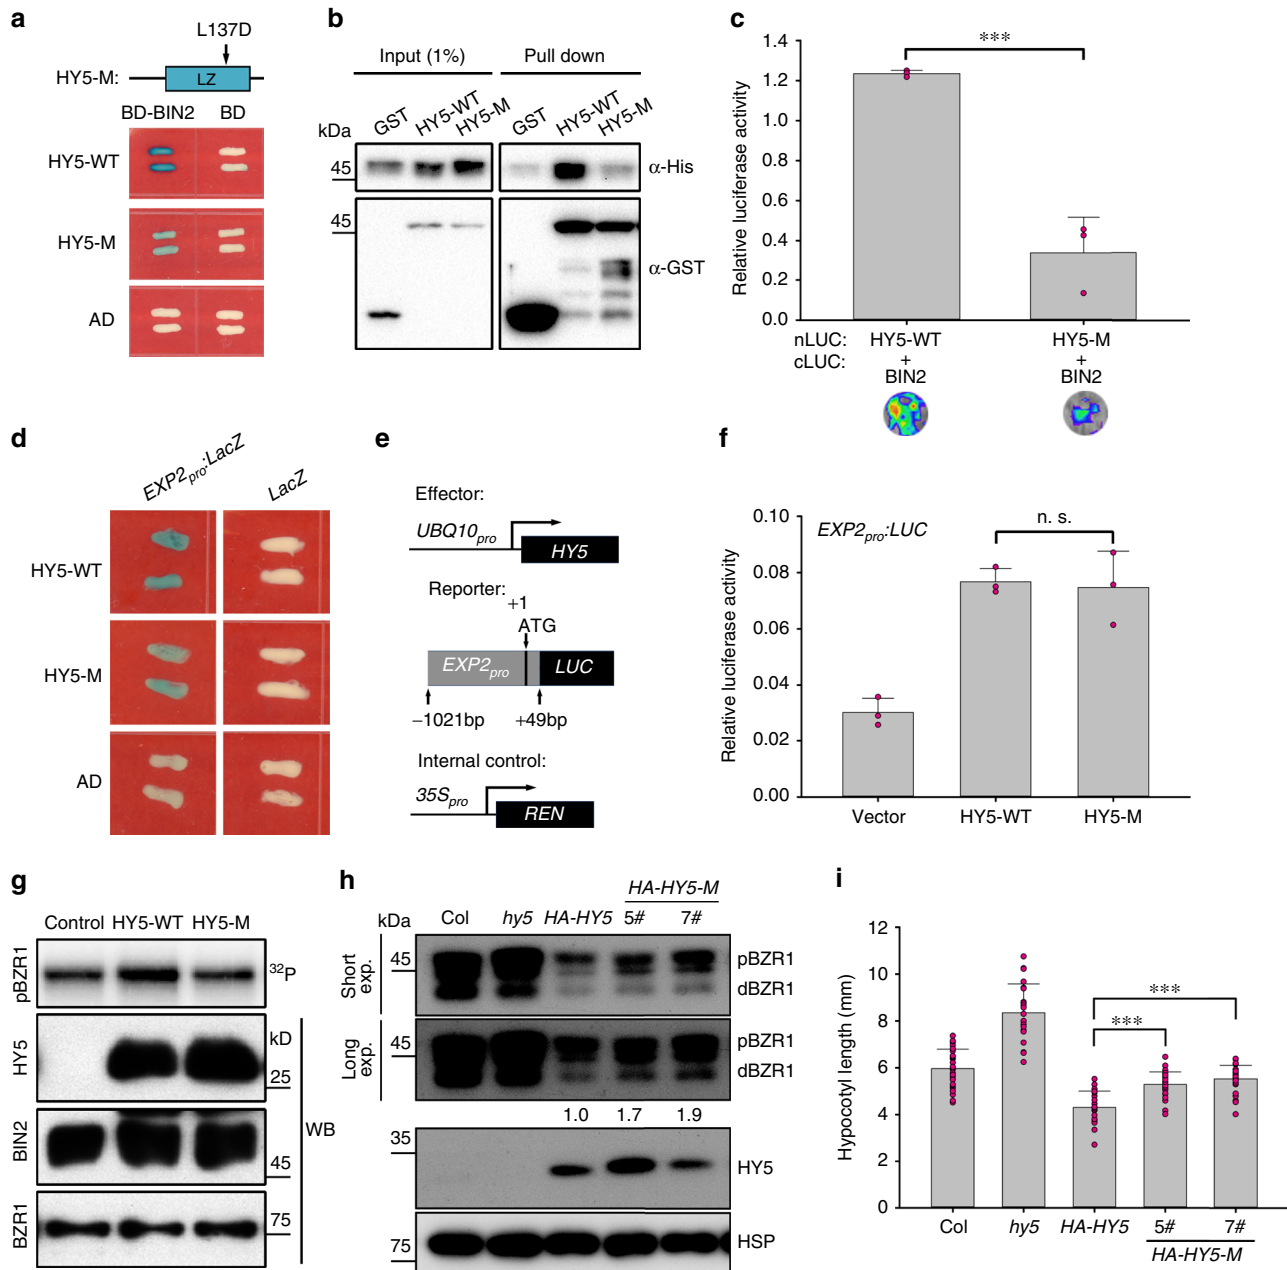 a
L137D
HY5-M:
LZ
BD-BIN2 BD
HY5-WT
HY5-M
AD
b
Input (1%) Pull down
kDa GST HY5-WT HY5-M GST HY5-WT HY5-M
45 α-His
45
α-GST
c
***
Relative luciferase activity
1.4
1.2
1.0
0.8
0.6
0.4
0.2
0.0
nLUC: HY5-WT HY5-M
cLUC: + +
BIN2 BIN2
d
EXP2pro:LacZ LacZ
HY5-WT
HY5-M
AD
e
Effector:
UBQ10pro
HY5
Reporter:
+1
ATG
EXP2pro LUC
−1021bp +49bp
Internal control:
35Spro
REN
f
EXP2pro:LUC
n. s.
Relative luciferase activity
0.10
0.08
0.06
0.04
0.02
0.00
Vector HY5-WT HY5-M
g
Control HY5-WT HY5-M
pBZR1 32P
kD
HY5 25
BIN2 45
WB
BZR1 75
h
HA-HY5-M
kDa Col hy5 HA-HY5 5# 7#
Short exp. 45 pBZR1
dBZR1
Long exp. 45 pBZR1
dBZR1
1.0 1.7 1.9
35
HY5
75 HSP
i
***
***
Hypocotyl length (mm)
12
10
8
6
4
2
0
Col hy5 HA-HY5 5# 7#
HA-HY5-M